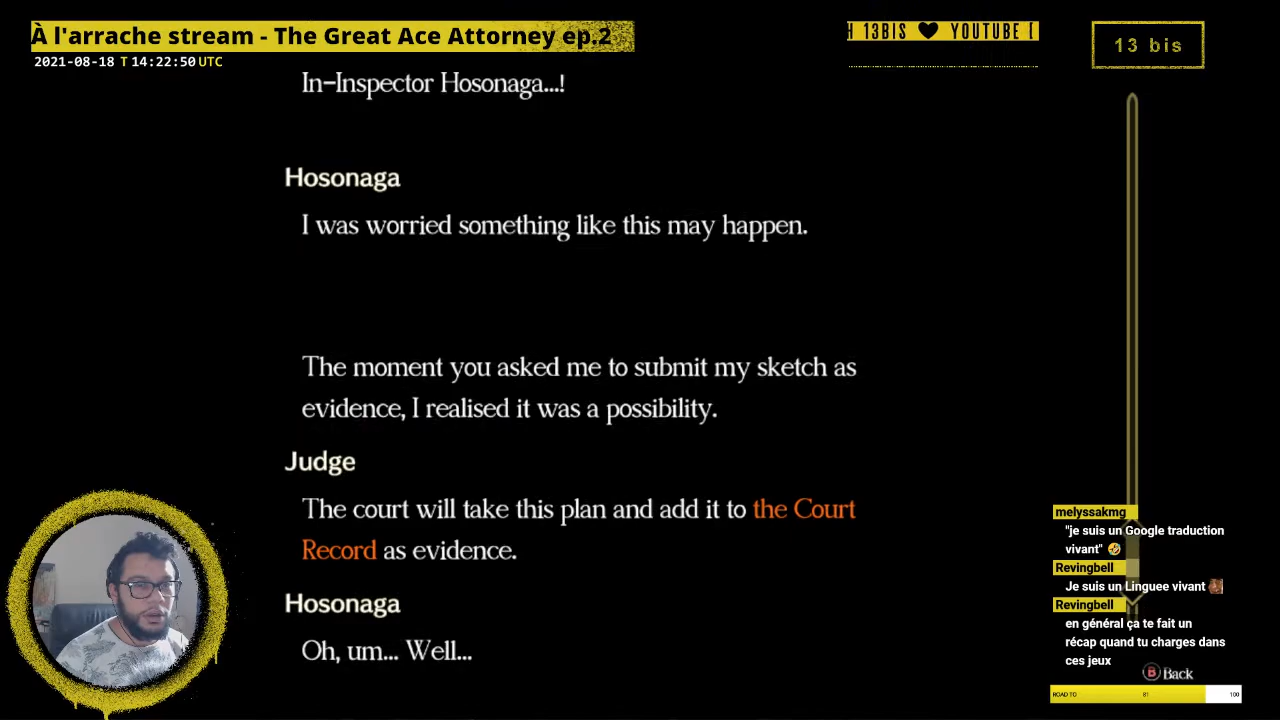 À l'arrache stream - The Great Ace Attorney ep.2
2021-08-18 T 14:22:50 UTC
13BIS ♥ YOUTUBE [
13 bis
In-Inspector Hosonaga...!
Hosonaga
I was worried something like this may happen.
The moment you asked me to submit my sketch as
evidence, I realised it was a possibility.
Judge
The court will take this plan and add it to the Court
Record as evidence.
Hosonaga
Oh, um... Well...
melyssakmg
"je suis un Google traduction
vivant" 🤣
Revingbell
Je suis un Linguee vivant
Revingbell
en général ça te fait un
récap quand tu charges dans
ces jeux
B Back
ROAD TO 81 100